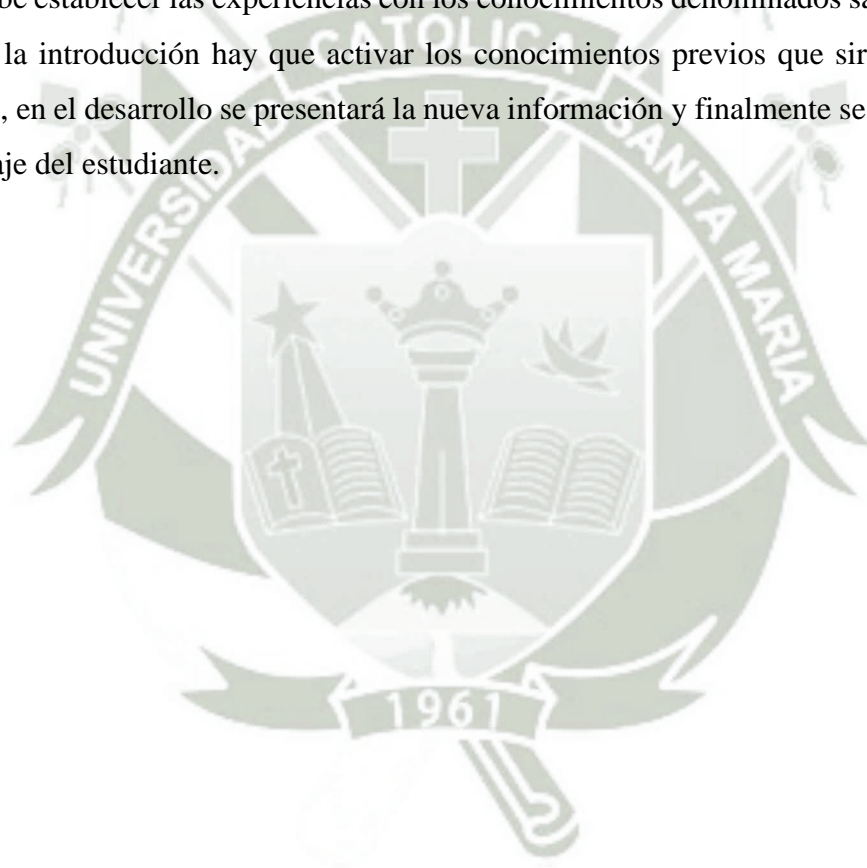 be establecer las experiencias con los conocimientos denominados sa
la introducción hay que activar los conocimientos previos que sir
, en el desarrollo se presentará la nueva información y finalmente se
aje del estudiante.
UNIVERSIDAD CATOLICA SANTA MARIA
1961